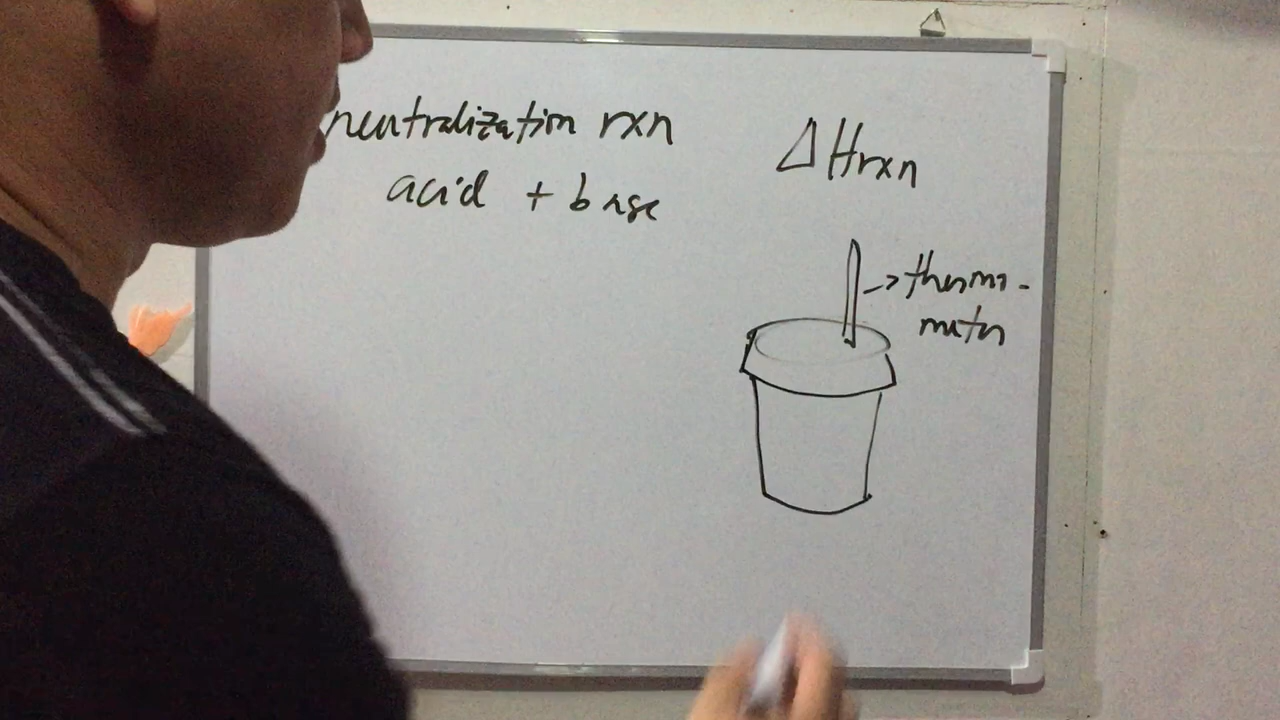 neutralization rxn
acid + base
ΔHrxn
thermo-
meter